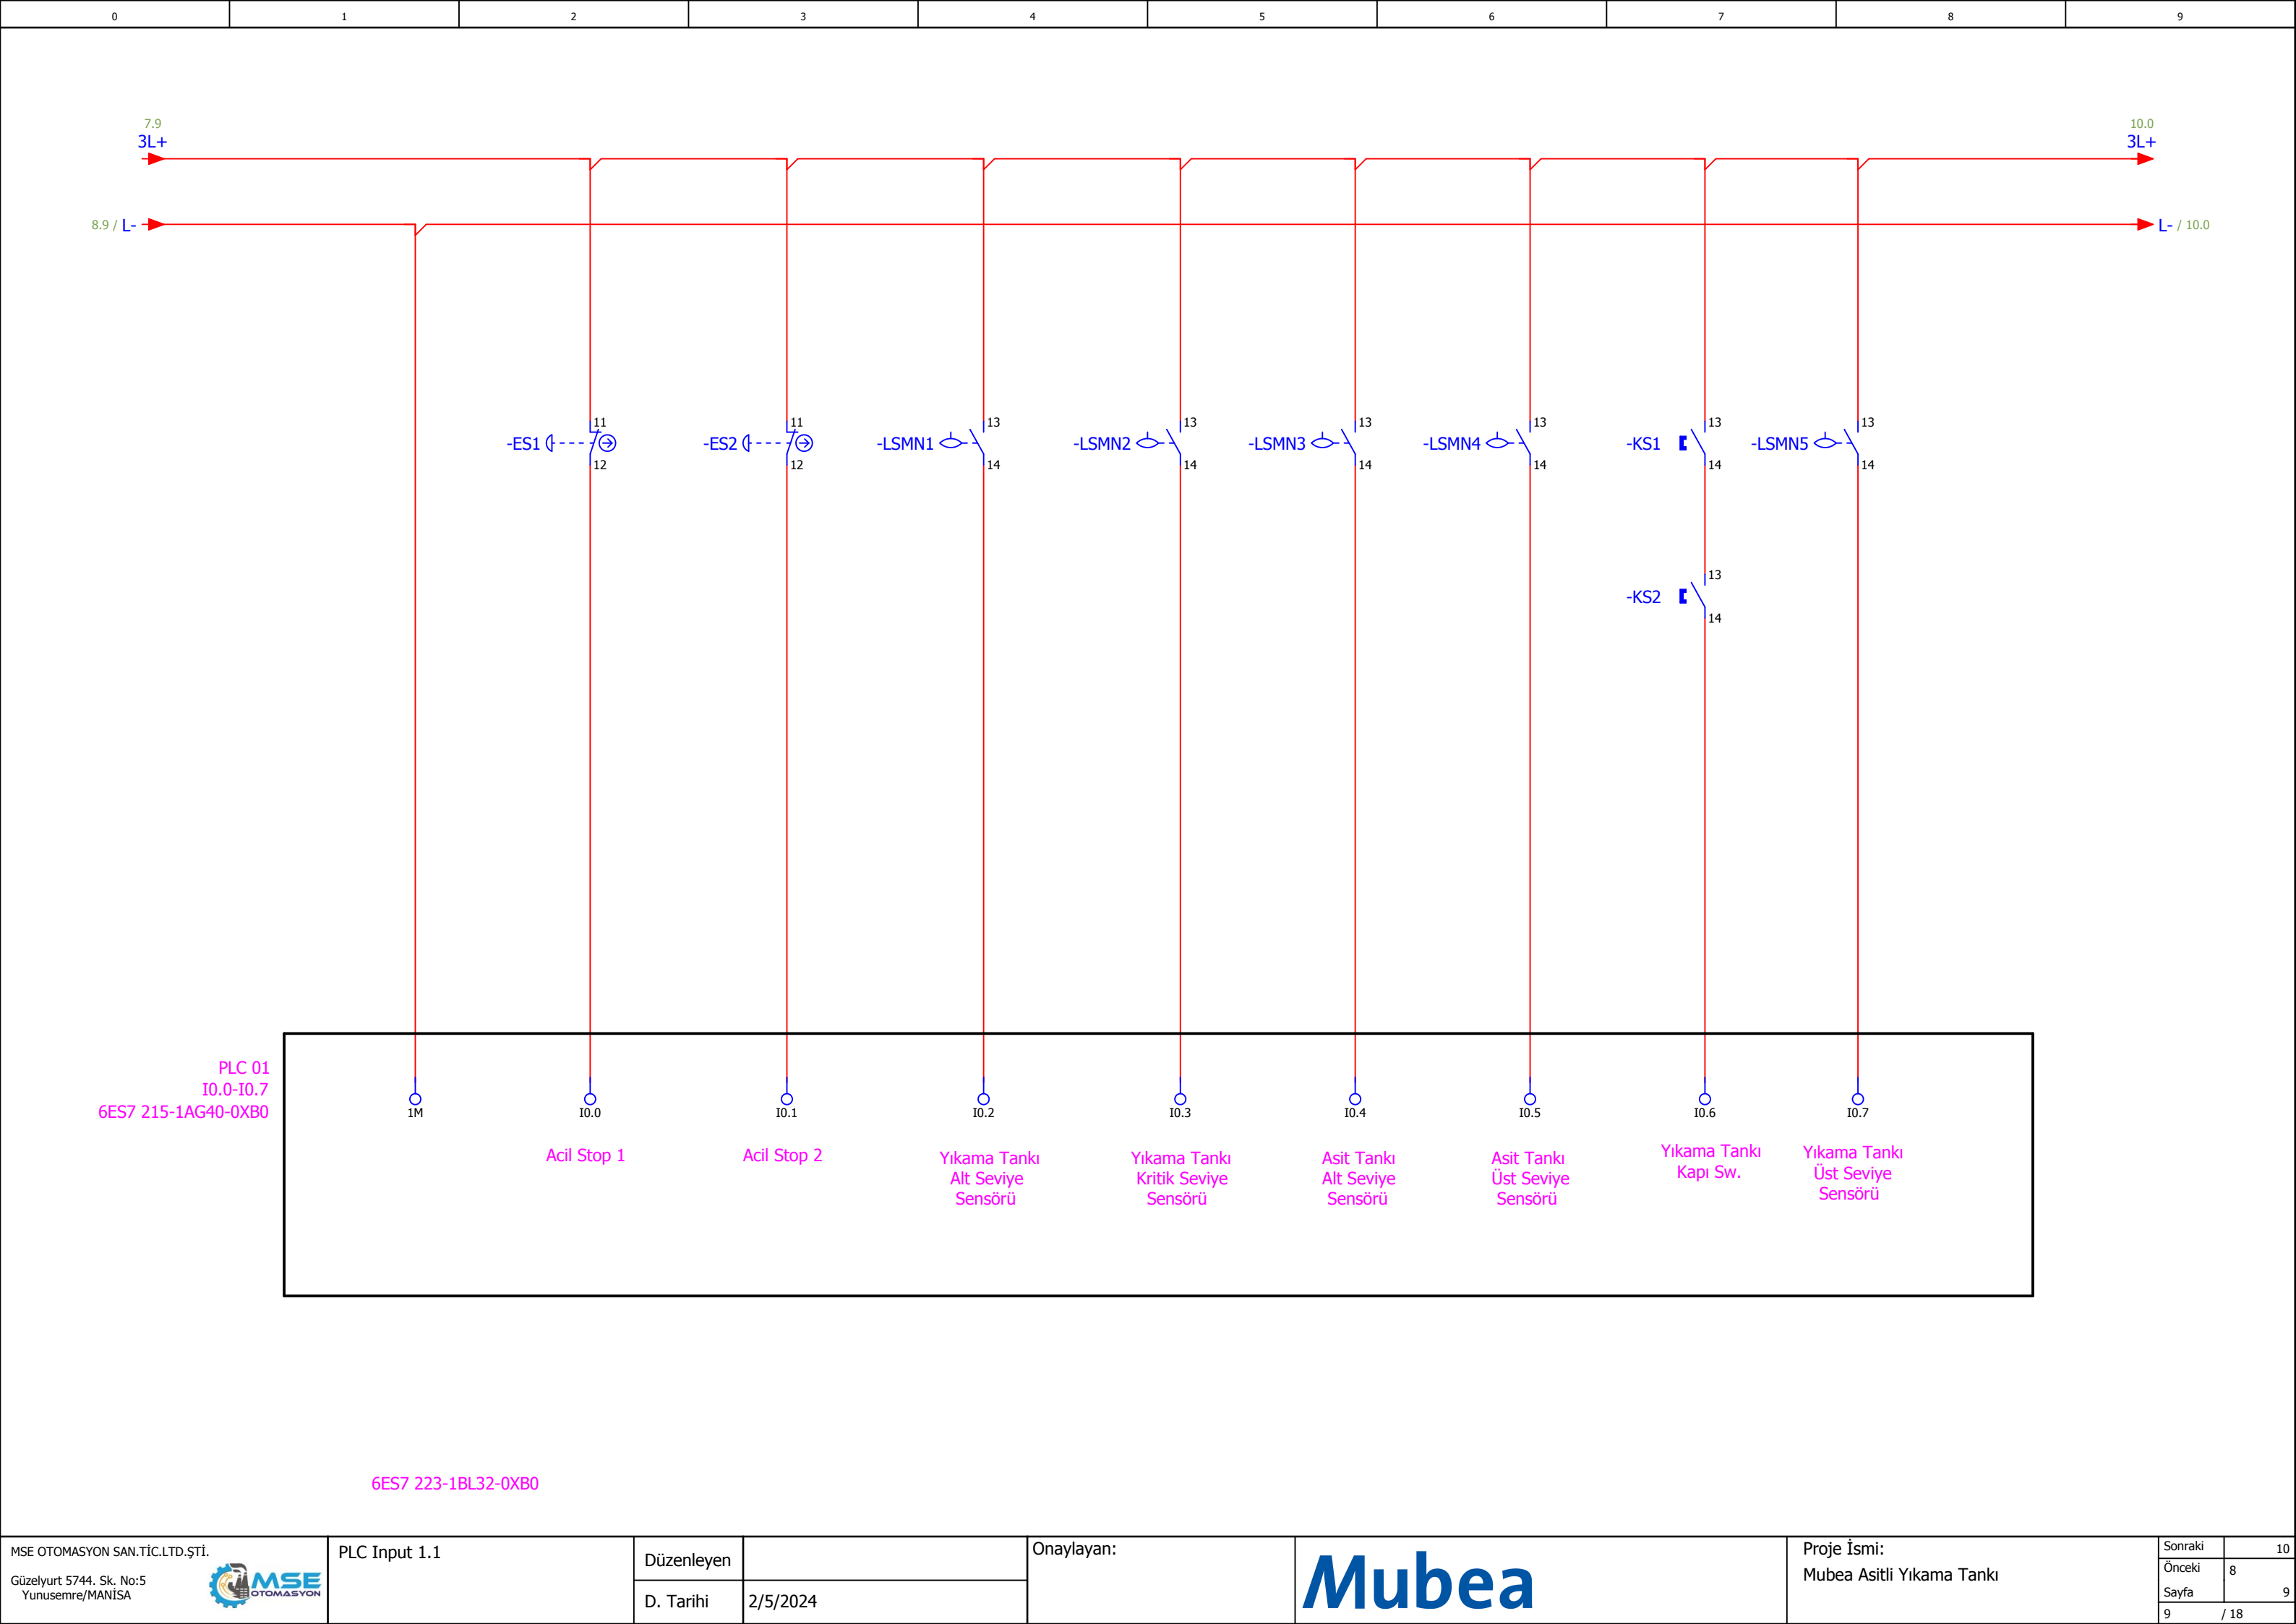 0 1 2 3 4 5 6 7 8 9
7.9
3L+
10.0
3L+
8.9 / L-
L- / 10.0
11 11 13 13 13 13 13 13
-ES1 -ES2 -LSMN1 -LSMN2 -LSMN3 -LSMN4 -KS1 -LSMN5
12 12 14 14 14 14 14 14
13
-KS2
14
PLC 01
I0.0-I0.7
6ES7 215-1AG40-0XB0
1M I0.0 I0.1 I0.2 I0.3 I0.4 I0.5 I0.6 I0.7
Acil Stop 1
Acil Stop 2
Yıkama Tankı
Alt Seviye
Sensörü
Yıkama Tankı
Kritik Seviye
Sensörü
Asit Tankı
Alt Seviye
Sensörü
Asit Tankı
Üst Seviye
Sensörü
Yıkama Tankı
Kapı Sw.
Yıkama Tankı
Üst Seviye
Sensörü
6ES7 223-1BL32-0XB0
MSE OTOMASYON SAN.TİC.LTD.ŞTİ.
Güzelyurt 5744. Sk. No:5
Yunusemre/MANİSA
MSE
OTOMASYON
PLC Input 1.1
Düzenleyen
D. Tarihi 2/5/2024
Onaylayan:
Mubea
Proje İsmi:
Mubea Asitli Yıkama Tankı
Sonraki 10
Önceki 8
Sayfa 9
9 / 18